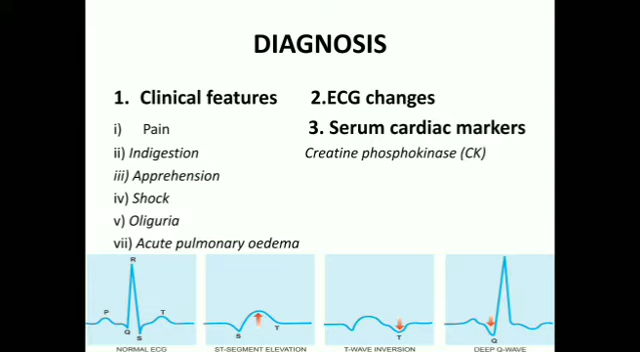 DIAGNOSIS
1. Clinical features
i) Pain
ii) Indigestion
iii) Apprehension
iv) Shock
v) Oliguria
vii) Acute pulmonary oedema
2.ECG changes
3. Serum cardiac markers
Creatine phosphokinase (CK)
R
P
T
Q
S
NORMAL ECG
S
T
ST-SEGMENT ELEVATION
T
T-WAVE INVERSION
Q
DEEP Q-WAVE